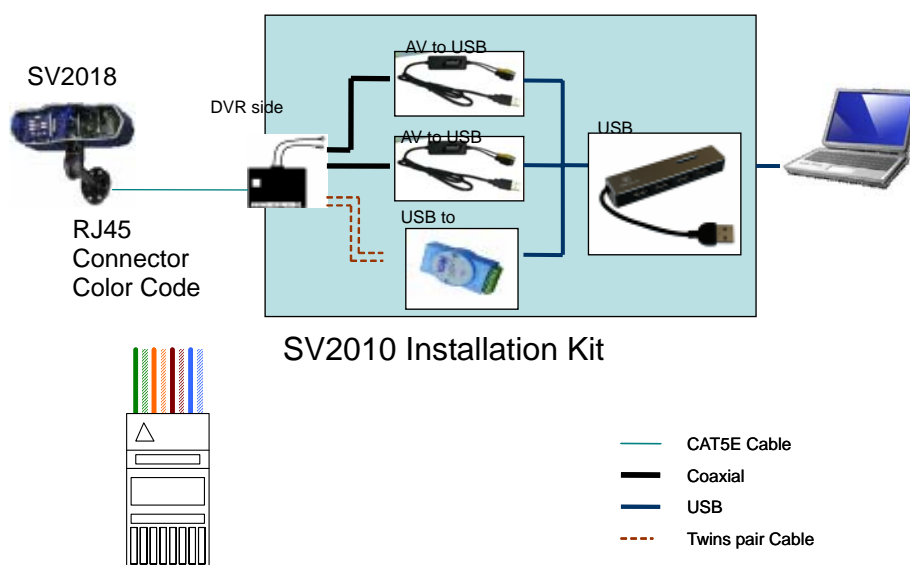 AV to USB
SV2018
DVR side
AV to USB
USB
USB to
RJ45
Connector
Color Code
SV2010 Installation Kit
CAT5E Cable
Coaxial
USB
Twins pair Cable